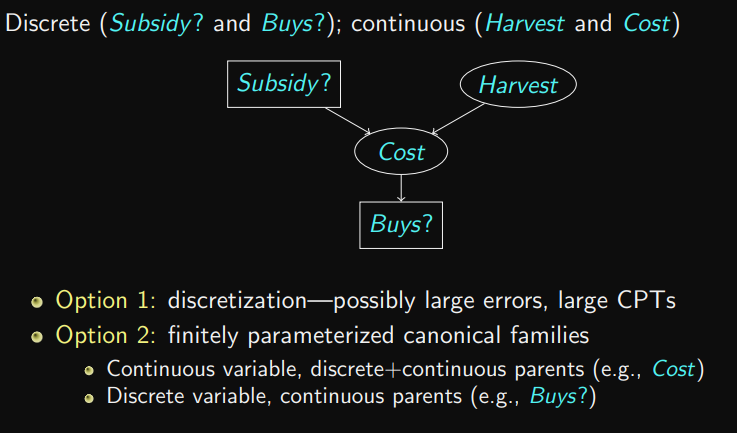 Discrete (Subsidy? and Buys?); continuous (Harvest and Cost)
Subsidy?
Harvest
Cost
Buys?
Option 1: discretization—possibly large errors, large CPTs
Option 2: finitely parameterized canonical families
Continuous variable, discrete+continuous parents (e.g., Cost)
Discrete variable, continuous parents (e.g., Buys?)